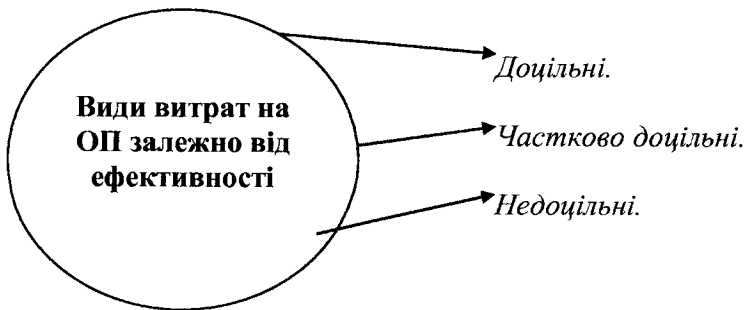 Види витрат на
ОП залежно від
ефективності
Доцільні.
Частково доцільні.
Недоцільні.